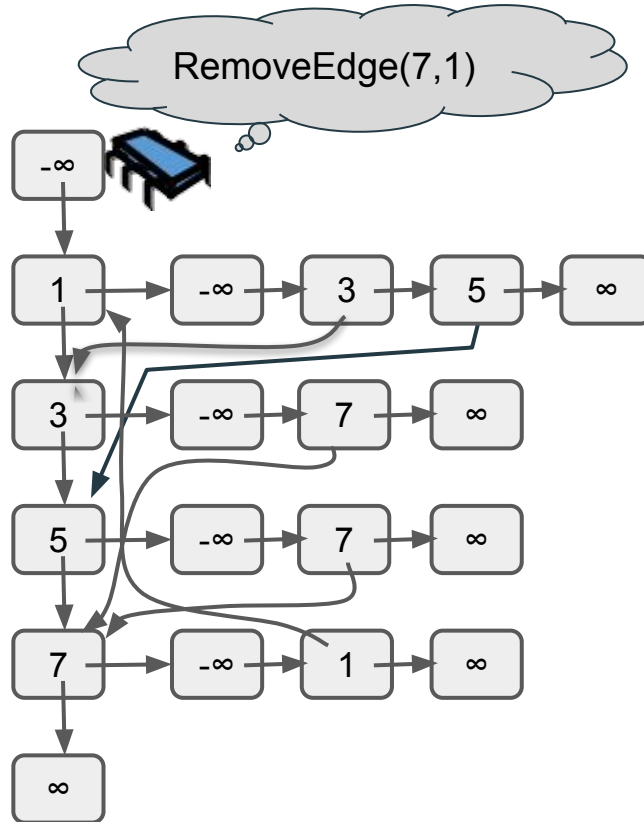 RemoveEdge(7,1)
-∞
1 -∞ 3 5 ∞
3 -∞ 7 ∞
5 -∞ 7 ∞
7 -∞ 1 ∞
∞